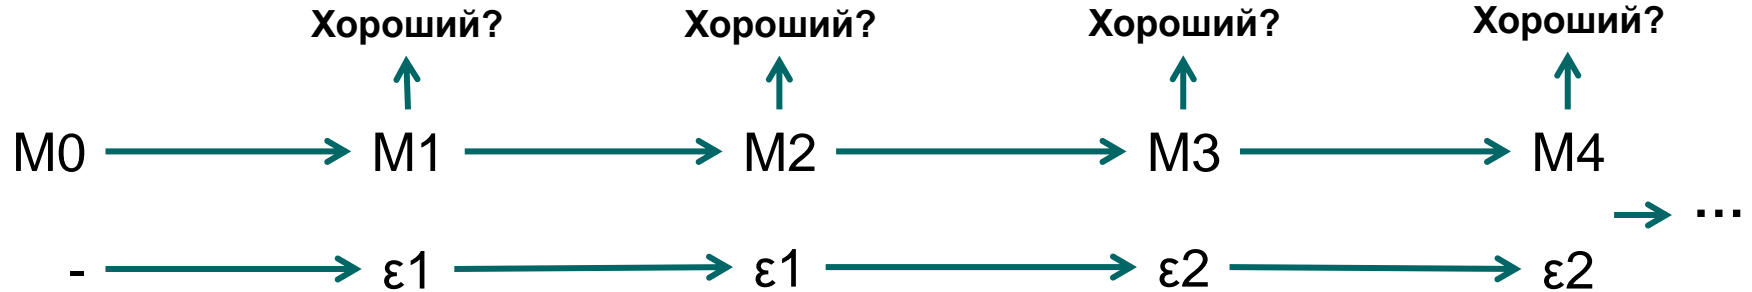 Хороший? Хороший? Хороший? Хороший?
M0 M1 M2 M3 M4
...
- ε1 ε1 ε2 ε2